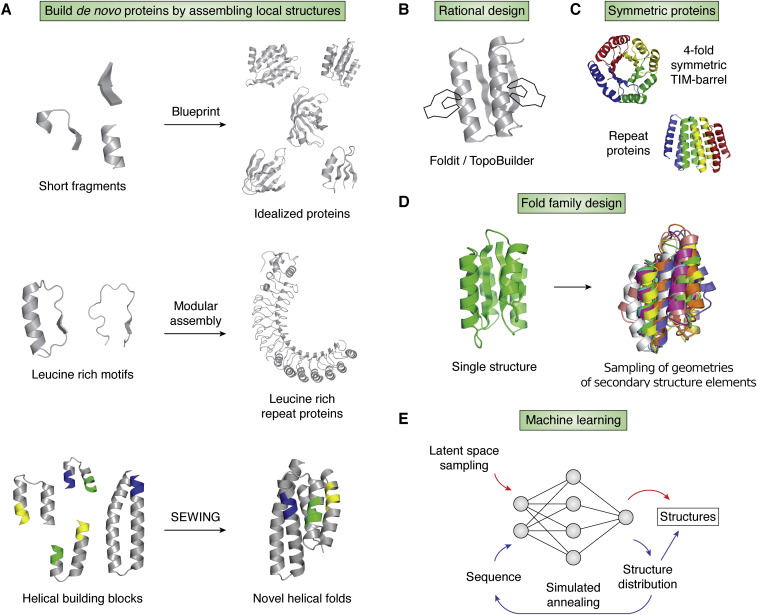 A
Build de novo proteins by assembling local structures
Blueprint
Short fragments
Idealized proteins
Modular
assembly
Leucine rich motifs
Leucine rich
repeat proteins
SEWING
Helical building blocks
Novel helical folds
B
Rational design
Foldit / TopoBuilder
C
Symmetric proteins
4-fold
symmetric
TIM-barrel
Repeat
proteins
D
Fold family design
Single structure
Sampling of geometries
of secondary structure elements
E
Machine learning
Latent space
sampling
Structures
Sequence
Simulated
annealing
Structure
distribution